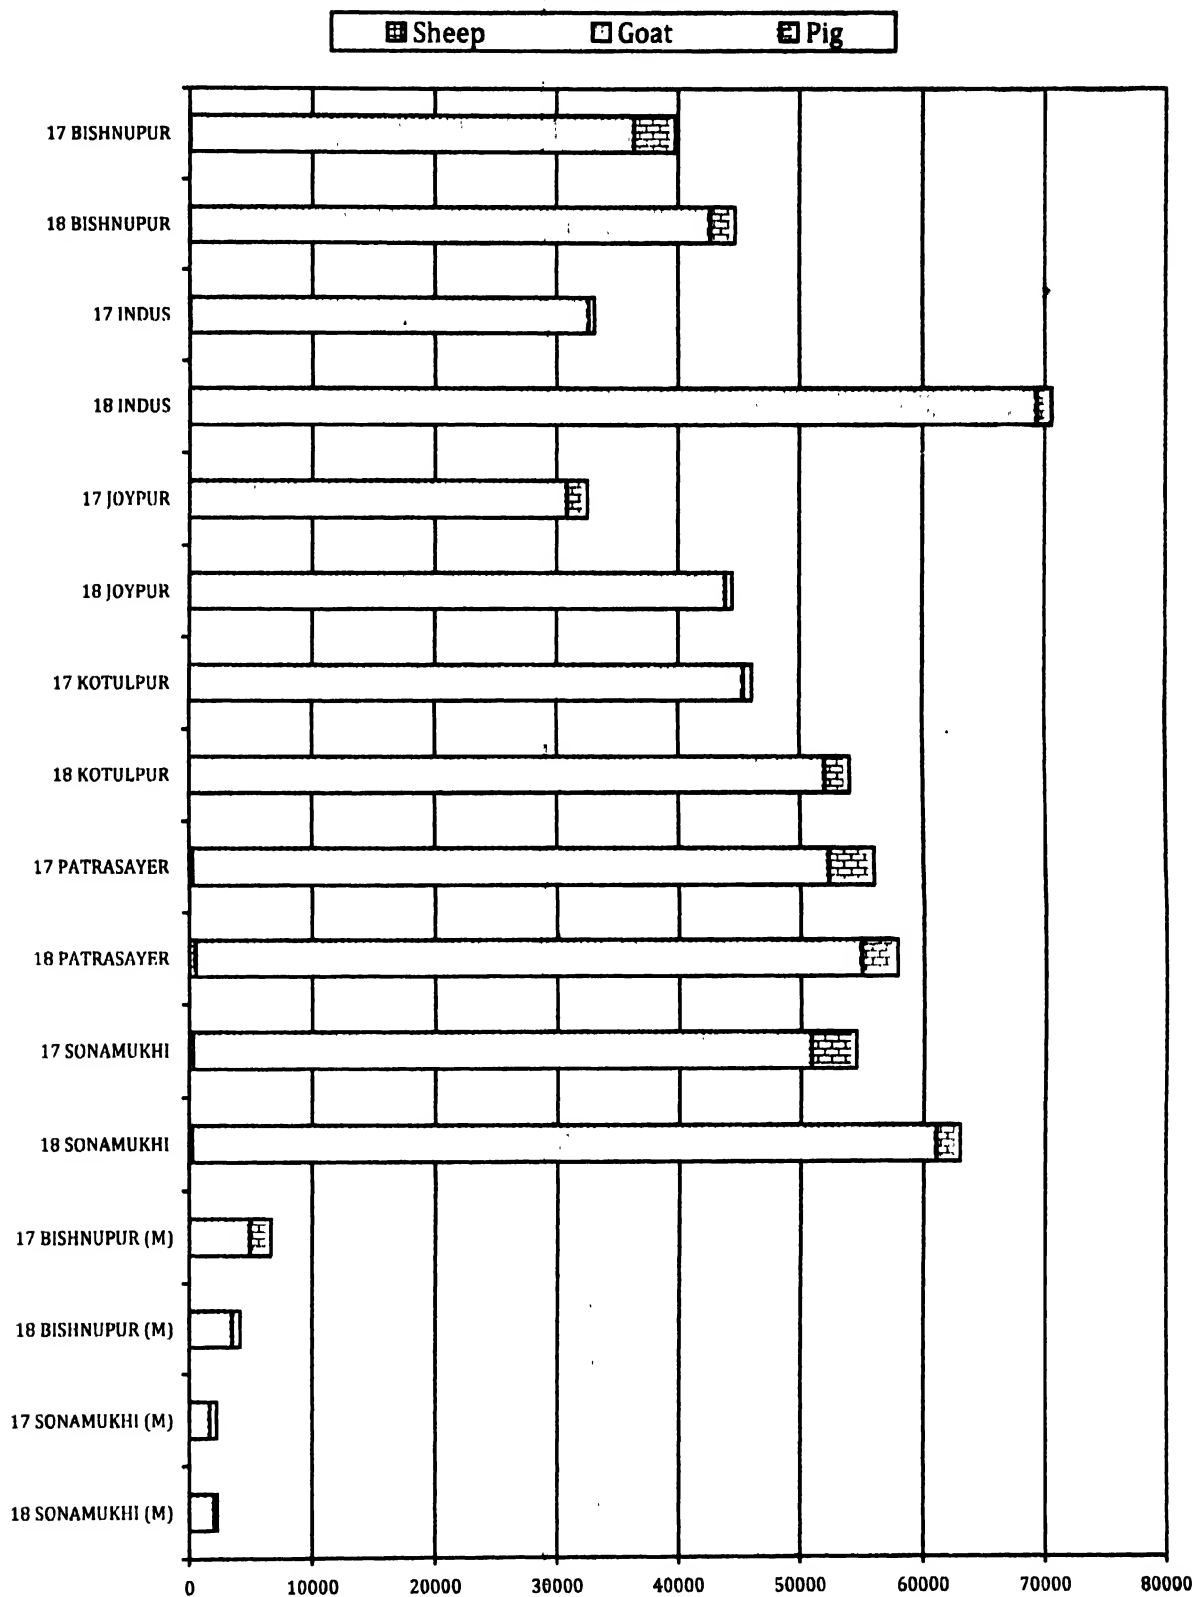 Sheep Goat Pig
17 BISHNUPUR
18 BISHNUPUR
17 INDUS
18 INDUS
17 JOYPUR
18 JOYPUR
17 KOTULPUR
18 KOTULPUR
17 PATRASAYER
18 PATRASAYER
17 SONAMUKHI
18 SONAMUKHI
17 BISHNUPUR (M)
18 BISHNUPUR (M)
17 SONAMUKHI (M)
18 SONAMUKHI (M)
0 10000 20000 30000 40000 50000 60000 70000 80000